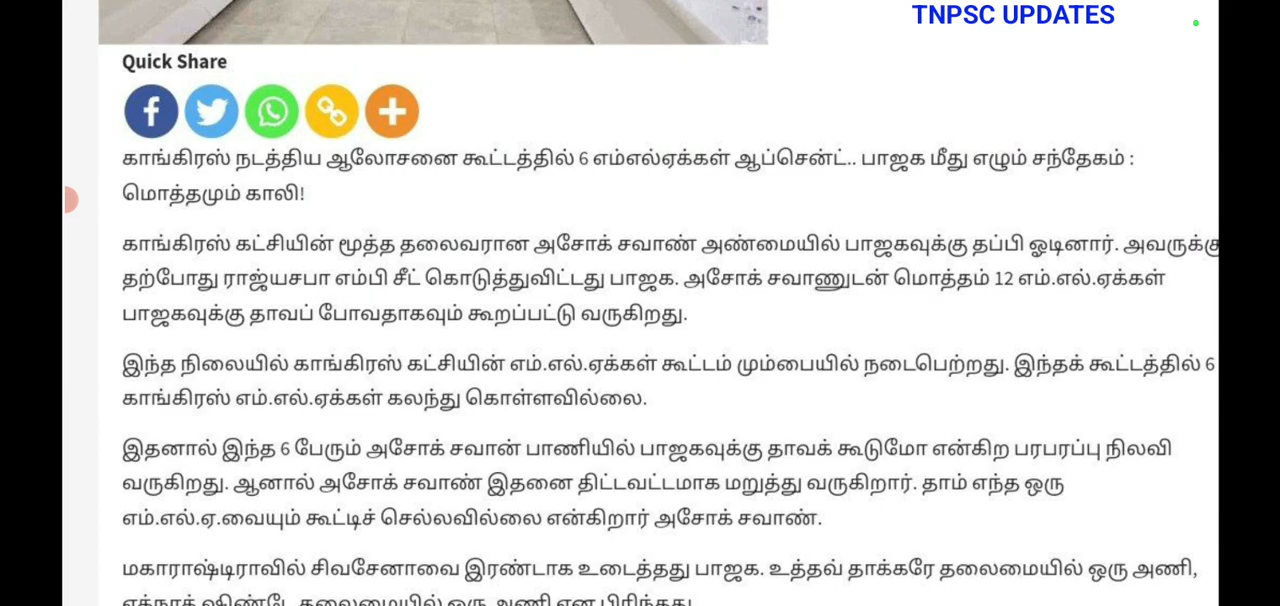 TNPSC UPDATES
Quick Share
காங்கிரஸ் நடத்திய ஆலோசனை கூட்டத்தில் 6 எம்எல்ஏக்கள் ஆப்சென்ட்.. பாஜக மீது எழும் சந்தேகம் :
மொத்தமும் காலி!
காங்கிரஸ் கட்சியின் மூத்த தலைவரான அசோக் சவாண் அண்மையில் பாஜகவுக்கு தப்பி ஓடினார். அவருக்கு
தற்போது ராஜ்யசபா எம்பி சீட் கொடுத்துவிட்டது பாஜக. அசோக் சவாணுடன் மொத்தம் 12 எம்.எல்.ஏக்கள்
பாஜகவுக்கு தாவப் போவதாகவும் கூறப்பட்டு வருகிறது.
இந்த நிலையில் காங்கிரஸ் கட்சியின் எம்.எல்.ஏக்கள் கூட்டம் மும்பையில் நடைபெற்றது. இந்தக் கூட்டத்தில் 6
காங்கிரஸ் எம்.எல்.ஏக்கள் கலந்து கொள்ளவில்லை.
இதனால் இந்த 6 பேரும் அசோக் சவான் பாணியில் பாஜகவுக்கு தாவக் கூடுமோ என்கிற பரபரப்பு நிலவி
வருகிறது. ஆனால் அசோக் சவாண் இதனை திட்டவட்டமாக மறுத்து வருகிறார். தாம் எந்த ஒரு
எம்.எல்.ஏ.வையும் கூட்டிச் செல்லவில்லை என்கிறார் அசோக் சவாண்.
மகாராஷ்டிராவில் சிவசேனாவை இரண்டாக உடைத்தது பாஜக. உத்தவ் தாக்கரே தலைமையில் ஒரு அணி,
ஏக்நாத் ஷிண்டே தலைமையில் ஒரு அணி என பிரிந்தது